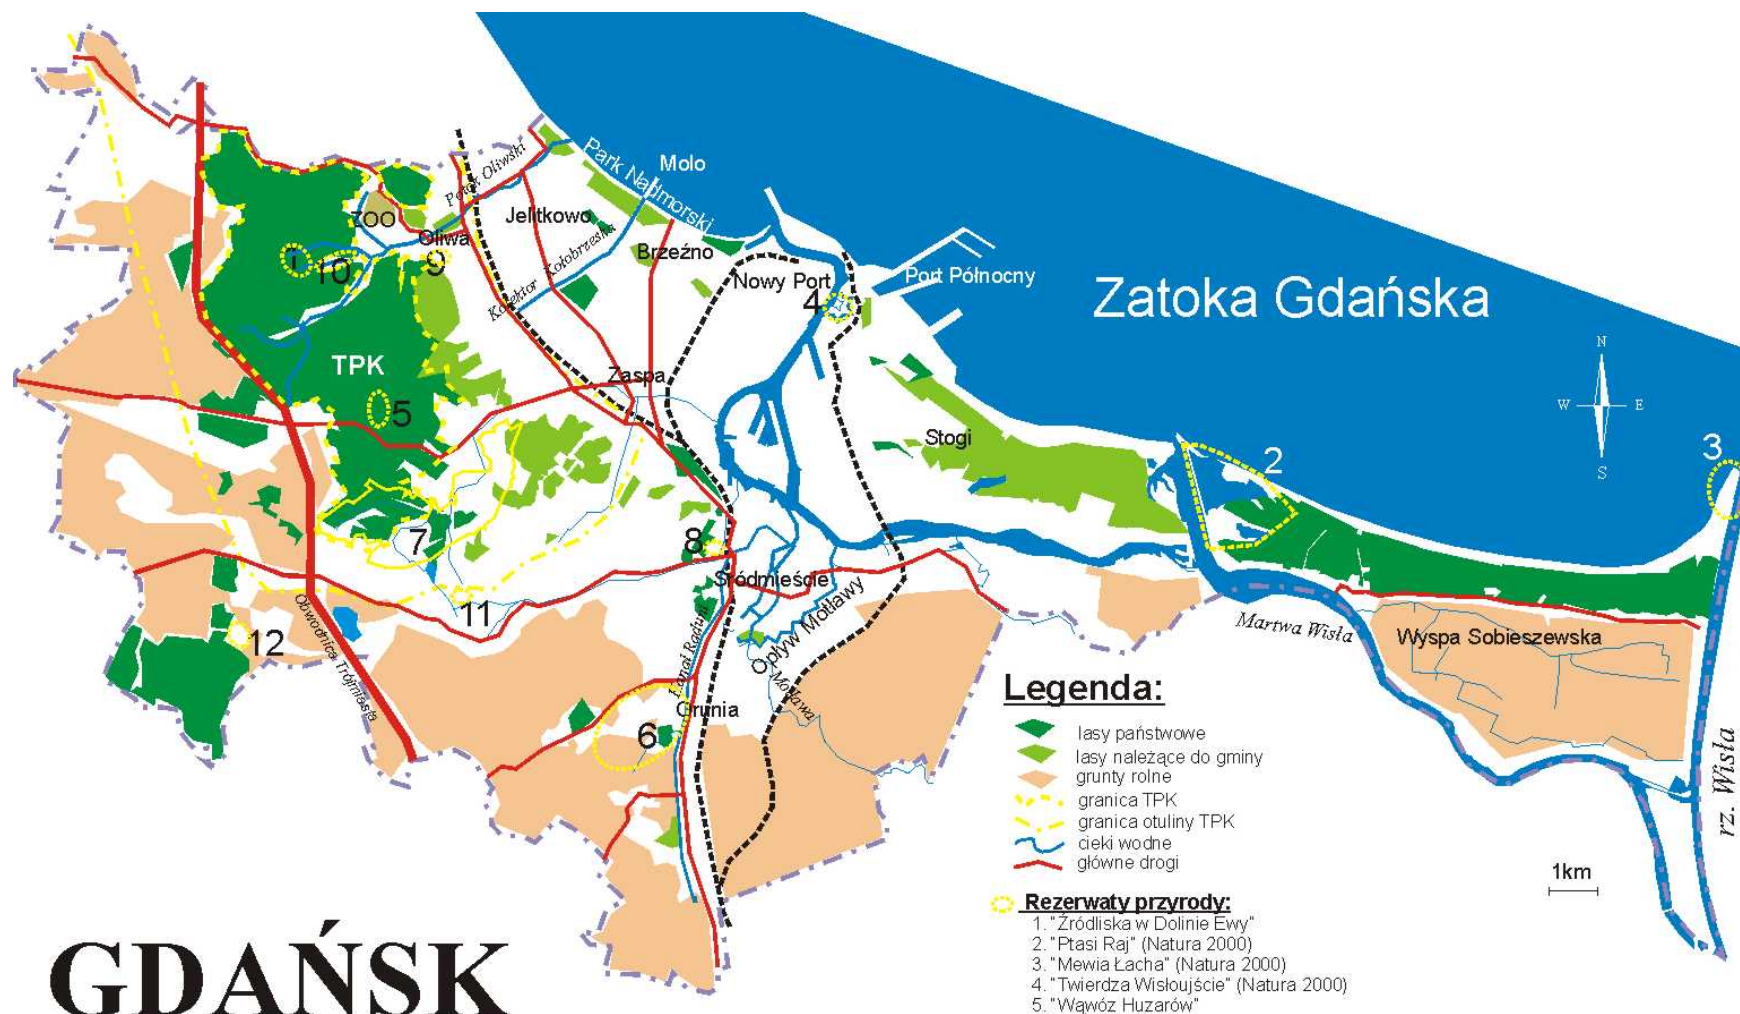 Park Nadmorski
Molo
Potok Oliwski
Jelitkowo
ZOO
Oliwa
Kolektor Kołobrzeska
Brzeźno
Nowy Port
Port Północny
Zatoka Gdańska
1
10
9
4
TPK
5
Zaspa
Stogi
N
W
E
S
2
3
7
8
Śródmieście
11
12
Obwodnica Trójmiasta
Kanał Raduni
Opływ Motławy
Motława
Orunia
6
Martwa Wisła
Wyspa Sobieszewska
rz. Wisła
1km
Legenda:
lasy państwowe
lasy należące do gminy
grunty rolne
granica TPK
granica otuliny TPK
cieki wodne
główne drogi
Rezerwaty przyrody:
1. "Źródliska w Dolinie Ewy"
2. "Ptasi Raj" (Natura 2000)
3. "Mewia Łacha" (Natura 2000)
4. "Twierdza Wisłoujście" (Natura 2000)
5. "Wąwóz Huzarów"
GDAŃSK